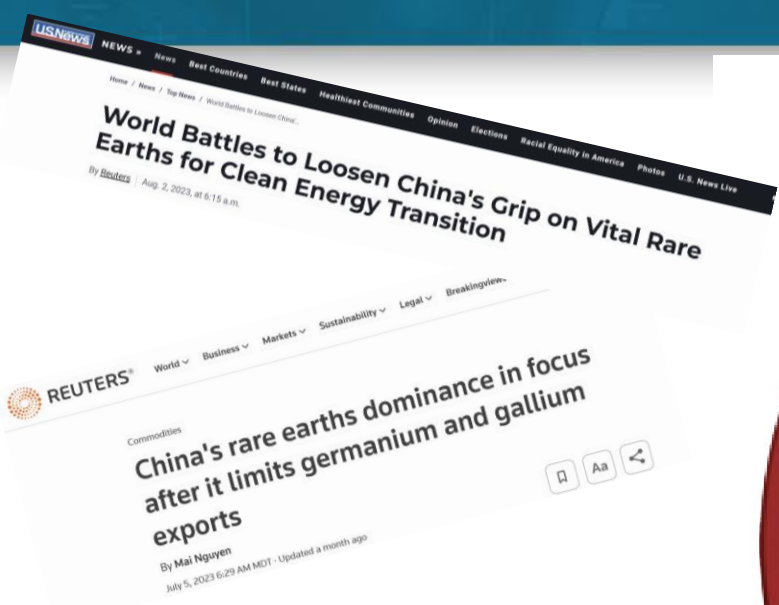 USNews NEWS » News Best Countries Best States Healthiest Communities Opinion Elections Racial Equality in America Photos U.S. News Live
Home / News / Top News / World Battles to Loosen China'...
World Battles to Loosen China's Grip on Vital Rare
Earths for Clean Energy Transition
By Reuters | Aug. 2, 2023, at 6:15 a.m.
REUTERS® World Business Markets Sustainability Legal Breakingviews
Commodities
China's rare earths dominance in focus
after it limits germanium and gallium
exports
Aa
By Mai Nguyen
July 5, 2023 6:29 AM MDT · Updated a month ago